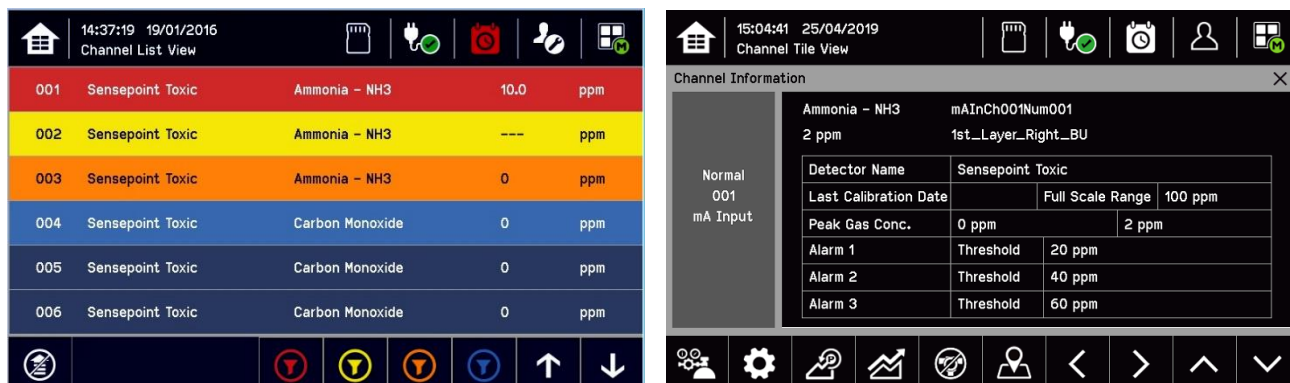 14:37:19 19/01/2016
Channel List View
M
001 Sensepoint Toxic Ammonia - NH3 10.0 ppm
002 Sensepoint Toxic Ammonia - NH3 --- ppm
003 Sensepoint Toxic Ammonia - NH3 0 ppm
004 Sensepoint Toxic Carbon Monoxide 0 ppm
005 Sensepoint Toxic Carbon Monoxide 0 ppm
006 Sensepoint Toxic Carbon Monoxide 0 ppm
15:04:41 25/04/2019
Channel Tile View
M
Channel Information
Normal
001
mA Input
Ammonia - NH3 mAInCh001Num001
2 ppm 1st_Layer_Right_BU
Detector Name Sensepoint Toxic
Last Calibration Date Full Scale Range 100 ppm
Peak Gas Conc. 0 ppm 2 ppm
Alarm 1 Threshold 20 ppm
Alarm 2 Threshold 40 ppm
Alarm 3 Threshold 60 ppm